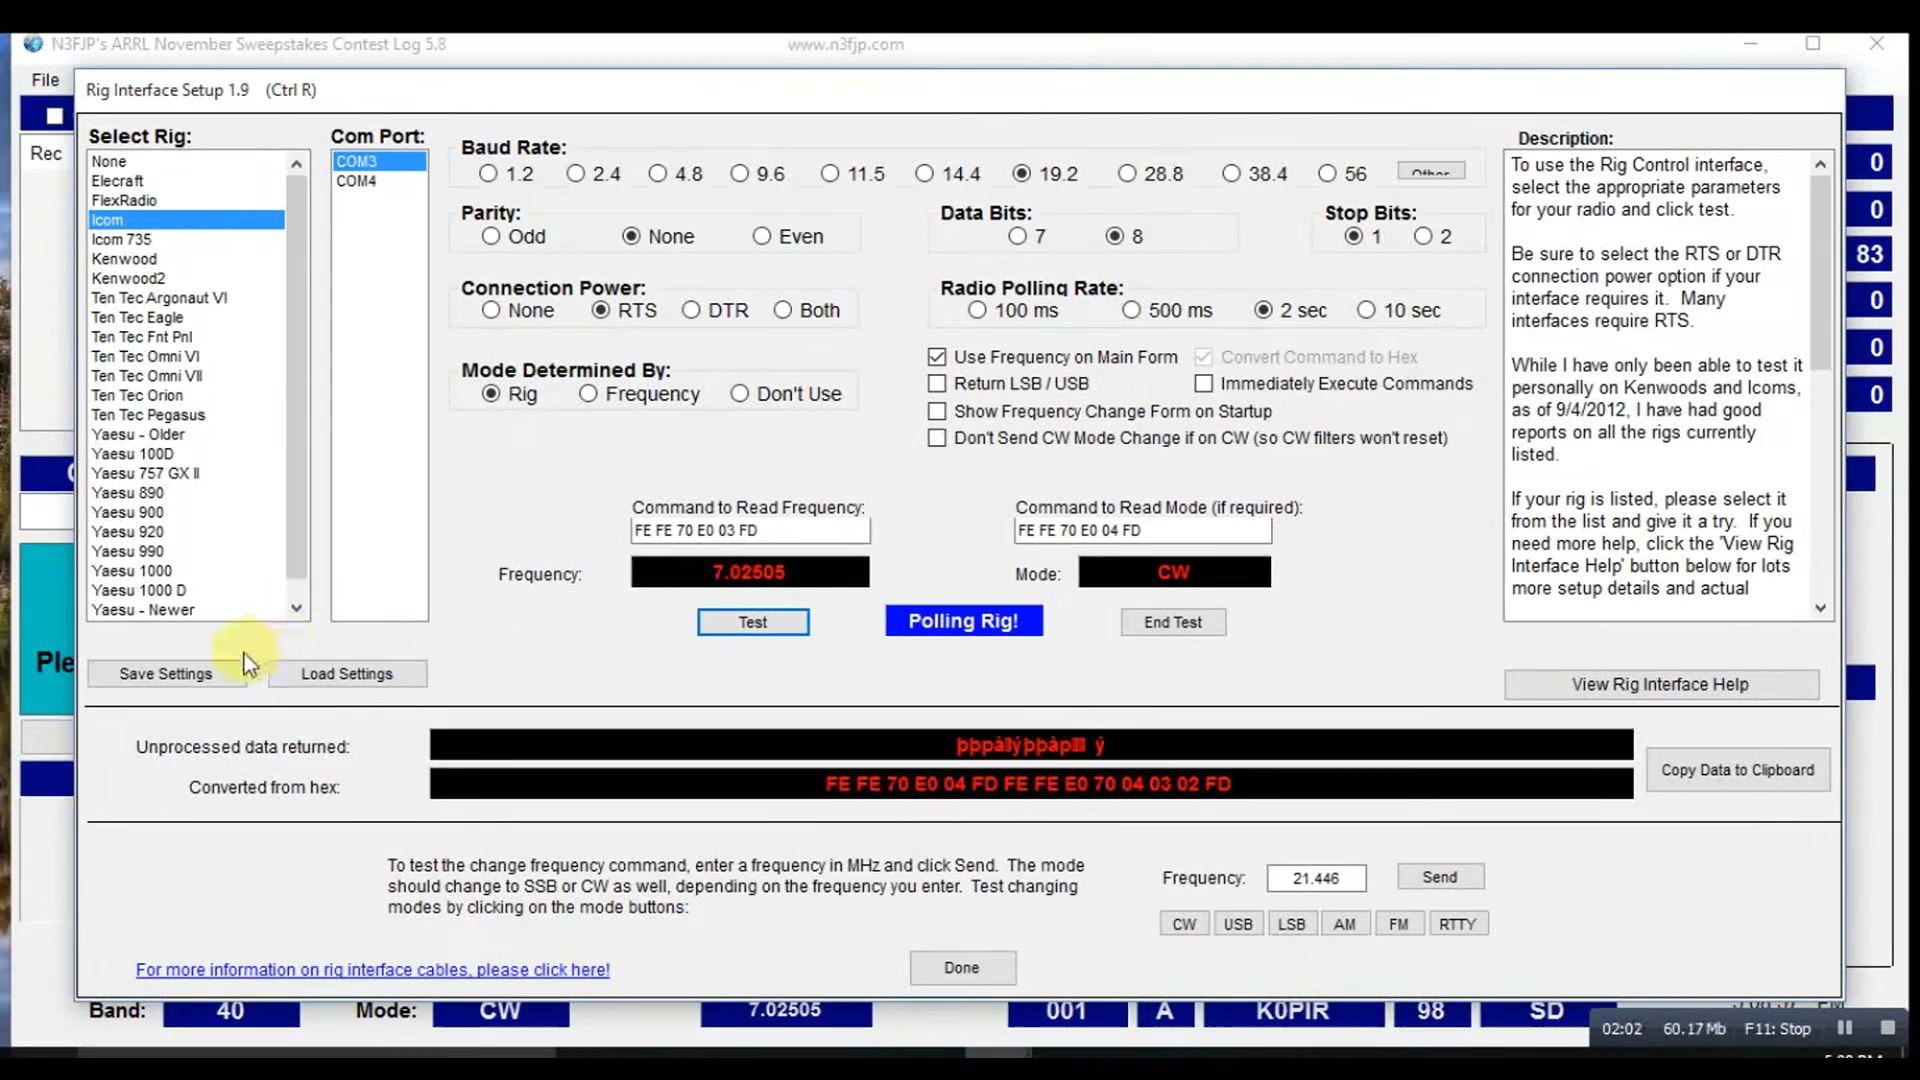 N3FJP's ARRL November Sweepstakes Contest Log 5.8 www.n3fjp.com
File
Rig Interface Setup 1.9 (Ctrl R)
Rec
Select Rig:
None
Elecraft
FlexRadio
Icom
Icom 735
Kenwood
Kenwood2
Ten Tec Argonaut VI
Ten Tec Eagle
Ten Tec Fnt Pnl
Ten Tec Omni VI
Ten Tec Omni VII
Ten Tec Orion
Ten Tec Pegasus
Yaesu - Older
Yaesu 100D
Yaesu 757 GX II
Yaesu 890
Yaesu 900
Yaesu 920
Yaesu 990
Yaesu 1000
Yaesu 1000 D
Yaesu - Newer
Save Settings Load Settings
Com Port:
COM3
COM4
Baud Rate:
1.2 2.4 4.8 9.6 11.5 14.4 19.2 28.8 38.4 56 Other
Parity:
Odd None Even
Data Bits:
7 8
Stop Bits:
1 2
Connection Power:
None RTS DTR Both
Radio Polling Rate:
100 ms 500 ms 2 sec 10 sec
Mode Determined By:
Rig Frequency Don't Use
Use Frequency on Main Form Convert Command to Hex
Return LSB / USB Immediately Execute Commands
Show Frequency Change Form on Startup
Don't Send CW Mode Change if on CW (so CW filters won't reset)
Command to Read Frequency:
FE FE 70 E0 03 FD
Command to Read Mode (if required):
FE FE 70 E0 04 FD
Frequency: 7.02505 Mode: CW
Test Polling Rig! End Test
Description:
To use the Rig Control interface,
select the appropriate parameters
for your radio and click test.
Be sure to select the RTS or DTR
connection power option if your
interface requires it. Many
interfaces require RTS.
While I have only been able to test it
personally on Kenwoods and Icoms,
as of 9/4/2012, I have had good
reports on all the rigs currently
listed.
If your rig is listed, please select it
from the list and give it a try. If you
need more help, click the 'View Rig
Interface Help' button below for lots
more setup details and actual
View Rig Interface Help
0
0
83
0
0
0
Ple
Unprocessed data returned:
Converted from hex: FE FE 70 E0 04 FD FE FE E0 70 04 03 02 FD
Copy Data to Clipboard
To test the change frequency command, enter a frequency in MHz and click Send. The mode
should change to SSB or CW as well, depending on the frequency you enter. Test changing
modes by clicking on the mode buttons:
Frequency: 21.446 Send
CW USB LSB AM FM RTTY
For more information on rig interface cables, please click here!
Done
Band: 40 Mode: CW 7.02505 001 A K0PIR 98 SD
02:02 60.17Mb F11: Stop